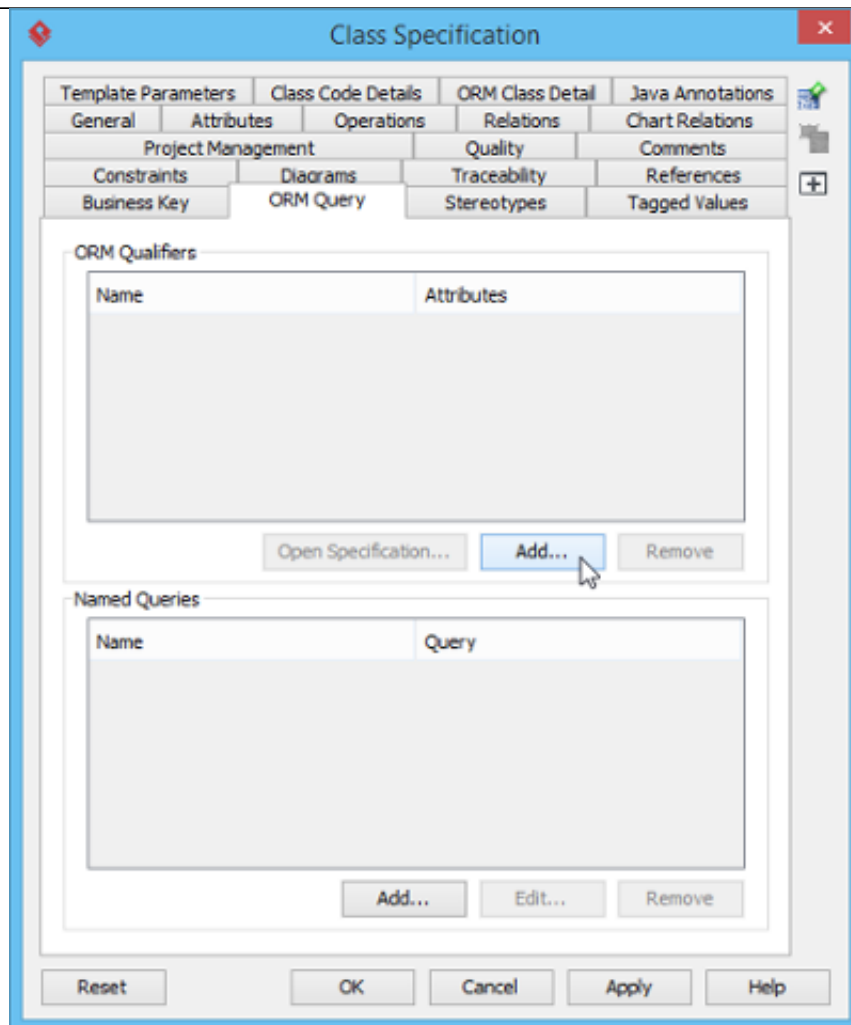 Class Specification
Template Parameters Class Code Details ORM Class Detail Java Annotations
General Attributes Operations Relations Chart Relations
Project Management Quality Comments
Constraints Diagrams Traceability References
Business Key ORM Query Stereotypes Tagged Values
ORM Qualifiers
Name Attributes
Open Specification... Add... Remove
Named Queries
Name Query
Add... Edit... Remove
Reset OK Cancel Apply Help